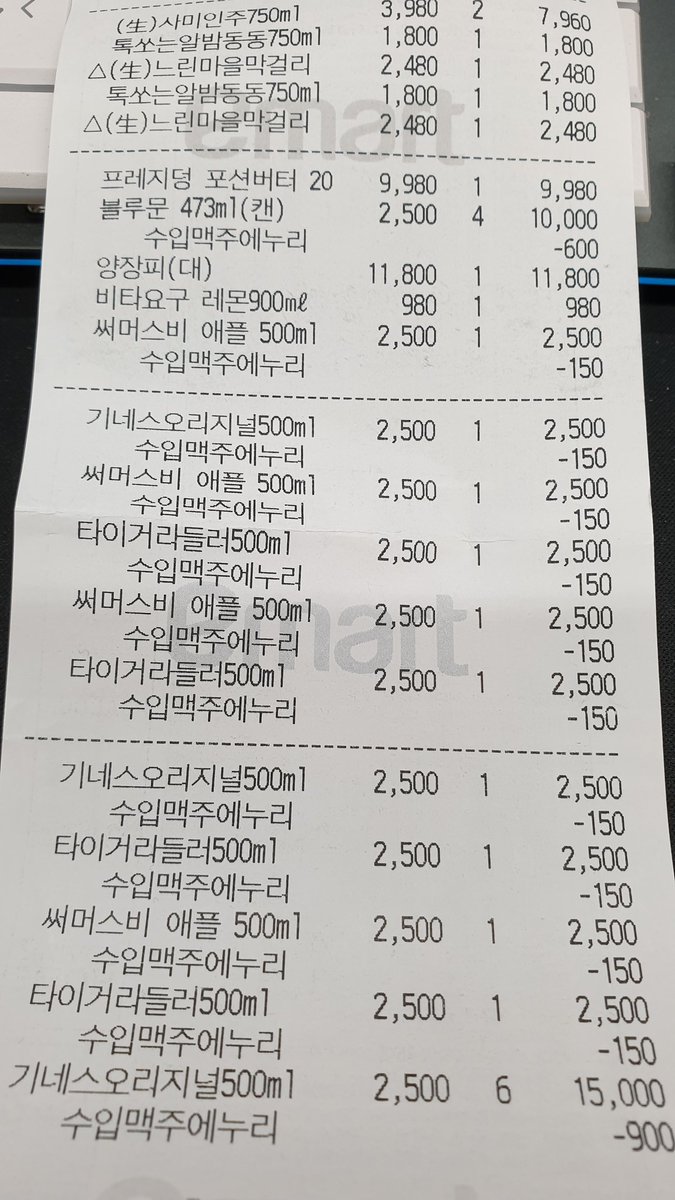 (生)사미인주750ml 3,980 2 7,960
톡쏘는알밤동동750ml 1,800 1 1,800
△(生)느린마을막걸리 2,480 1 2,480
톡쏘는알밤동동750ml 1,800 1 1,800
△(生)느린마을막걸리 2,480 1 2,480
emart
프레지덩 포션버터 20 9,980 1 9,980
블루문 473ml(캔) 2,500 4 10,000
수입맥주에누리 -600
양장피(대) 11,800 1 11,800
비타요구 레몬900㎖ 980 1 980
써머스비 애플 500ml 2,500 1 2,500
수입맥주에누리 -150
기네스오리지널500ml 2,500 1 2,500
수입맥주에누리 -150
써머스비 애플 500ml 2,500 1 2,500
수입맥주에누리 -150
타이거라들러500ml 2,500 1 2,500
수입맥주에누리 -150
써머스비 애플 500ml 2,500 1 2,500
수입맥주에누리 -150
emart
타이거라들러500ml 2,500 1 2,500
수입맥주에누리 -150
기네스오리지널500ml 2,500 1 2,500
수입맥주에누리 -150
타이거라들러500ml 2,500 1 2,500
수입맥주에누리 -150
써머스비 애플 500ml 2,500 1 2,500
수입맥주에누리 -150
타이거라들러500ml 2,500 1 2,500
수입맥주에누리 -150
기네스오리지널500ml 2,500 6 15,000
수입맥주에누리 -900